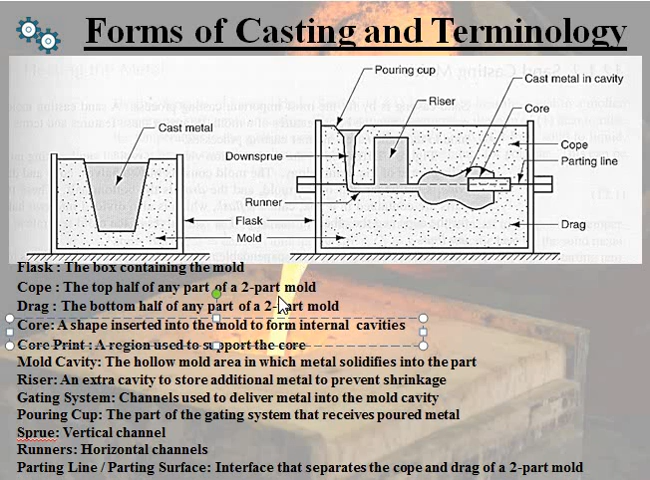 Forms of Casting and Terminology
Pouring cup
Cast metal in cavity
Riser
Core
Cast metal
Cope
Downsprue
Parting line
Runner
Flask
Drag
Mold
Flask : The box containing the mold
Cope : The top half of any part of a 2-part mold
Drag : The bottom half of any part of a 2-part mold
Core: A shape inserted into the mold to form internal cavities
Core Print : A region used to support the core
Mold Cavity: The hollow mold area in which metal solidifies into the part
Riser: An extra cavity to store additional metal to prevent shrinkage
Gating System: Channels used to deliver metal into the mold cavity
Pouring Cup: The part of the gating system that receives poured metal
Sprue: Vertical channel
Runners: Horizontal channels
Parting Line / Parting Surface: Interface that separates the cope and drag of a 2-part mold